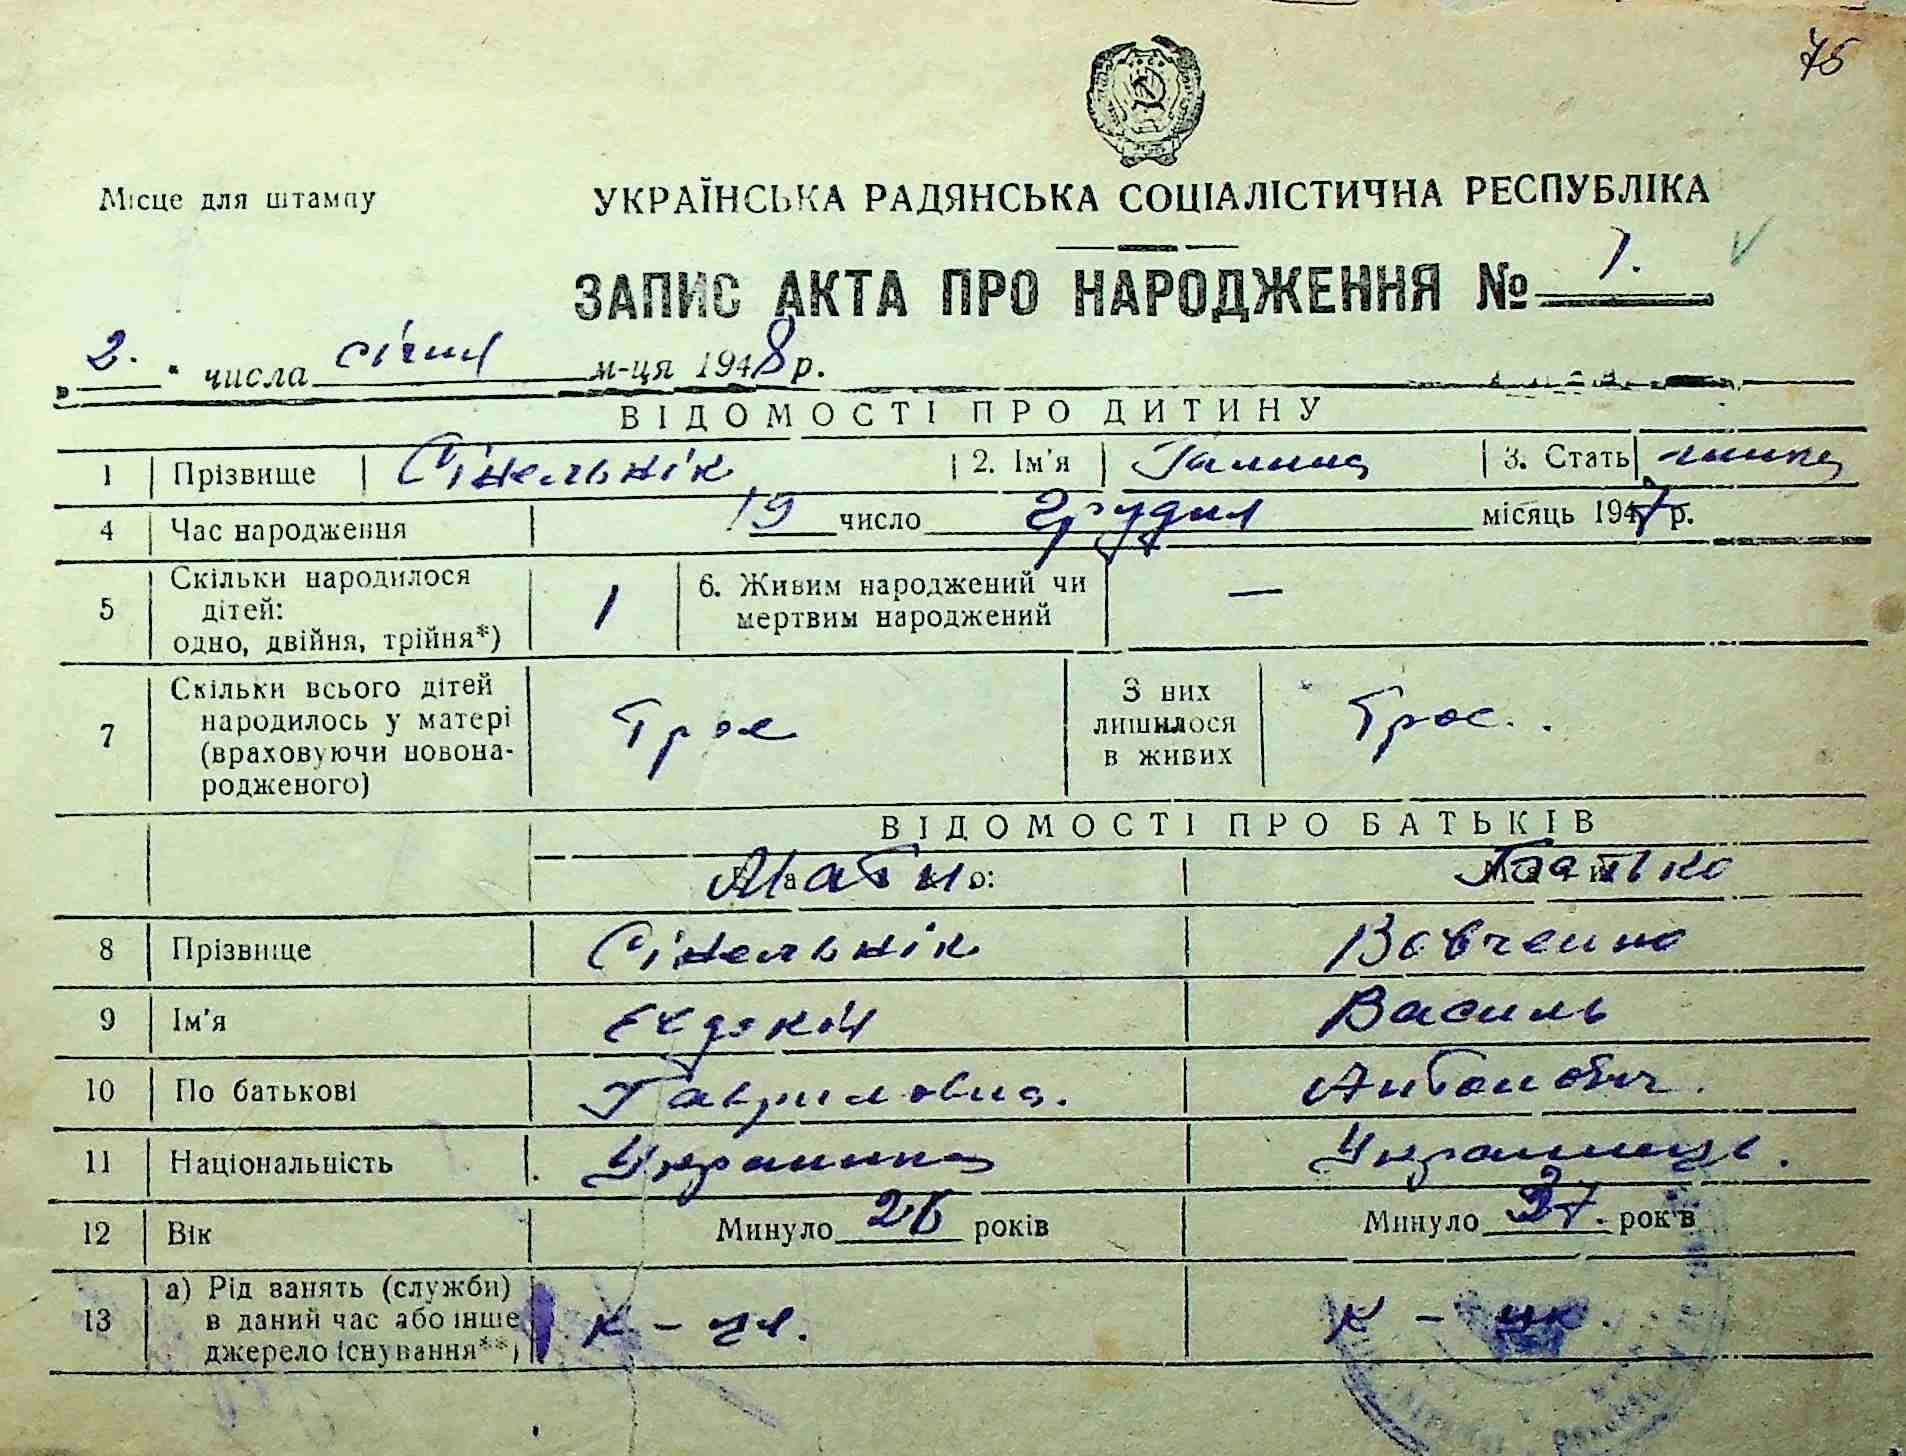 75
Місце для штампу
УКРАЇНСЬКА РАДЯНСЬКА СОЦІАЛІСТИЧНА РЕСПУБЛІКА
ЗАПИС АКТА ПРО НАРОДЖЕННЯ № 1.
„2." числа січня м-ця 1948 р.
ВІДОМОСТІ ПРО ДИТИНУ
1 Прізвище Сінельнік 2. Ім'я Галина 3. Стать жінка
4 Час народження 19 число грудня місяць 1947 р.
5 Скільки народилося дітей: одно, двійня, трійня*) 1 6. Живим народжений чи мертвим народжений —
7 Скільки всього дітей народилось у матері (враховуючи новонародженого) Троє З них лишилося в живих Троє.
ВІДОМОСТІ ПРО БАТЬКІВ
Мати Батько
8 Прізвище Сінельнік Вовченко
9 Ім'я Євдокія Василь
10 По батькові Гавриловна. Антонович.
11 Національність Українка Українець.
12 Вік Минуло 26 років Минуло 37. років
13 а) Рід занять (служби) в даний час або інше джерело існування**) к-ця. к-ик.